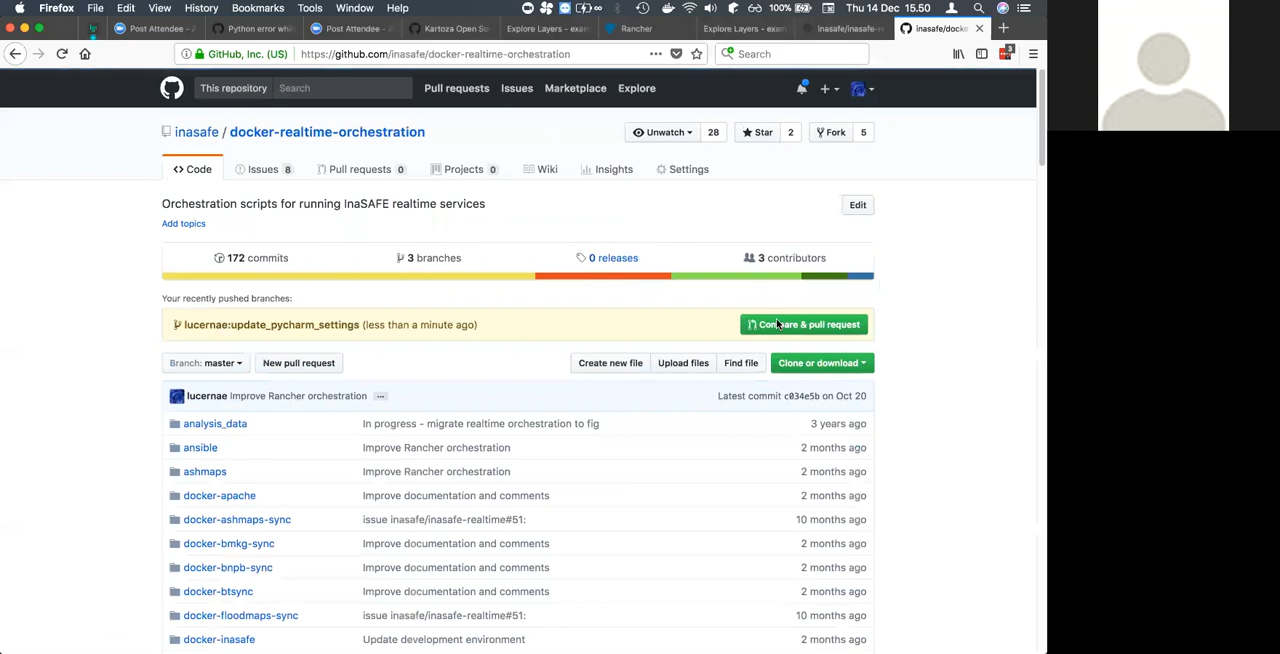 Firefox File Edit View History Bookmarks Tools Window Help 100% Thu 14 Dec 15.50
Post Attendee - Python error whil Post Attendee - Kartoza Open So Explore Layers - exam Rancher Explore Layers - exam inasafe/inasafe-r inasafe/docke
GitHub, Inc. (US) https://github.com/inasafe/docker-realtime-orchestration Search 3
This repository Search Pull requests Issues Marketplace Explore
inasafe / docker-realtime-orchestration Unwatch 28 Star 2 Fork 5
Code Issues 8 Pull requests 0 Projects 0 Wiki Insights Settings
Orchestration scripts for running InaSAFE realtime services Edit
Add topics
172 commits 3 branches 0 releases 3 contributors
Your recently pushed branches:
lucernae:update_pycharm_settings (less than a minute ago) Compare & pull request
Branch: master New pull request Create new file Upload files Find file Clone or download
lucernae Improve Rancher orchestration ... Latest commit c034e5b on Oct 20
analysis_data In progress - migrate realtime orchestration to fig 3 years ago
ansible Improve Rancher orchestration 2 months ago
ashmaps Improve Rancher orchestration 2 months ago
docker-apache Improve documentation and comments 2 months ago
docker-ashmaps-sync issue inasafe/inasafe-realtime#51: 10 months ago
docker-bmkg-sync Improve documentation and comments 2 months ago
docker-bnpb-sync Improve documentation and comments 2 months ago
docker-btsync Improve documentation and comments 2 months ago
docker-floodmaps-sync issue inasafe/inasafe-realtime#51: 10 months ago
docker-inasafe Update development environment 2 months ago